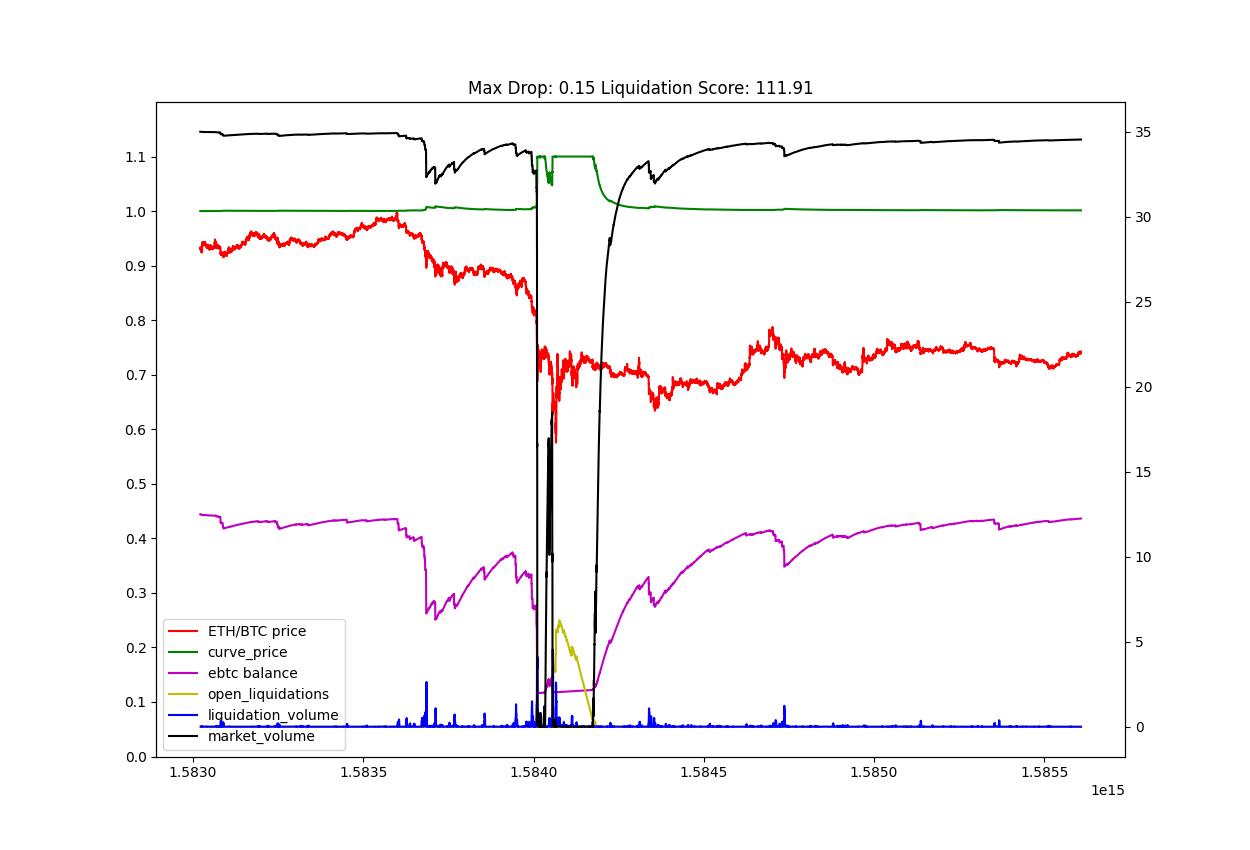 Max Drop: 0.15 Liquidation Score: 111.91
1.1
1.0
0.9
0.8
0.7
0.6
0.5
0.4
0.3
0.2
0.1
0.0
35
30
25
20
15
10
5
0
ETH/BTC price
curve_price
ebtc balance
open_liquidations
liquidation_volume
market_volume
1.5830 1.5835 1.5840 1.5845 1.5850 1.5855
1e15